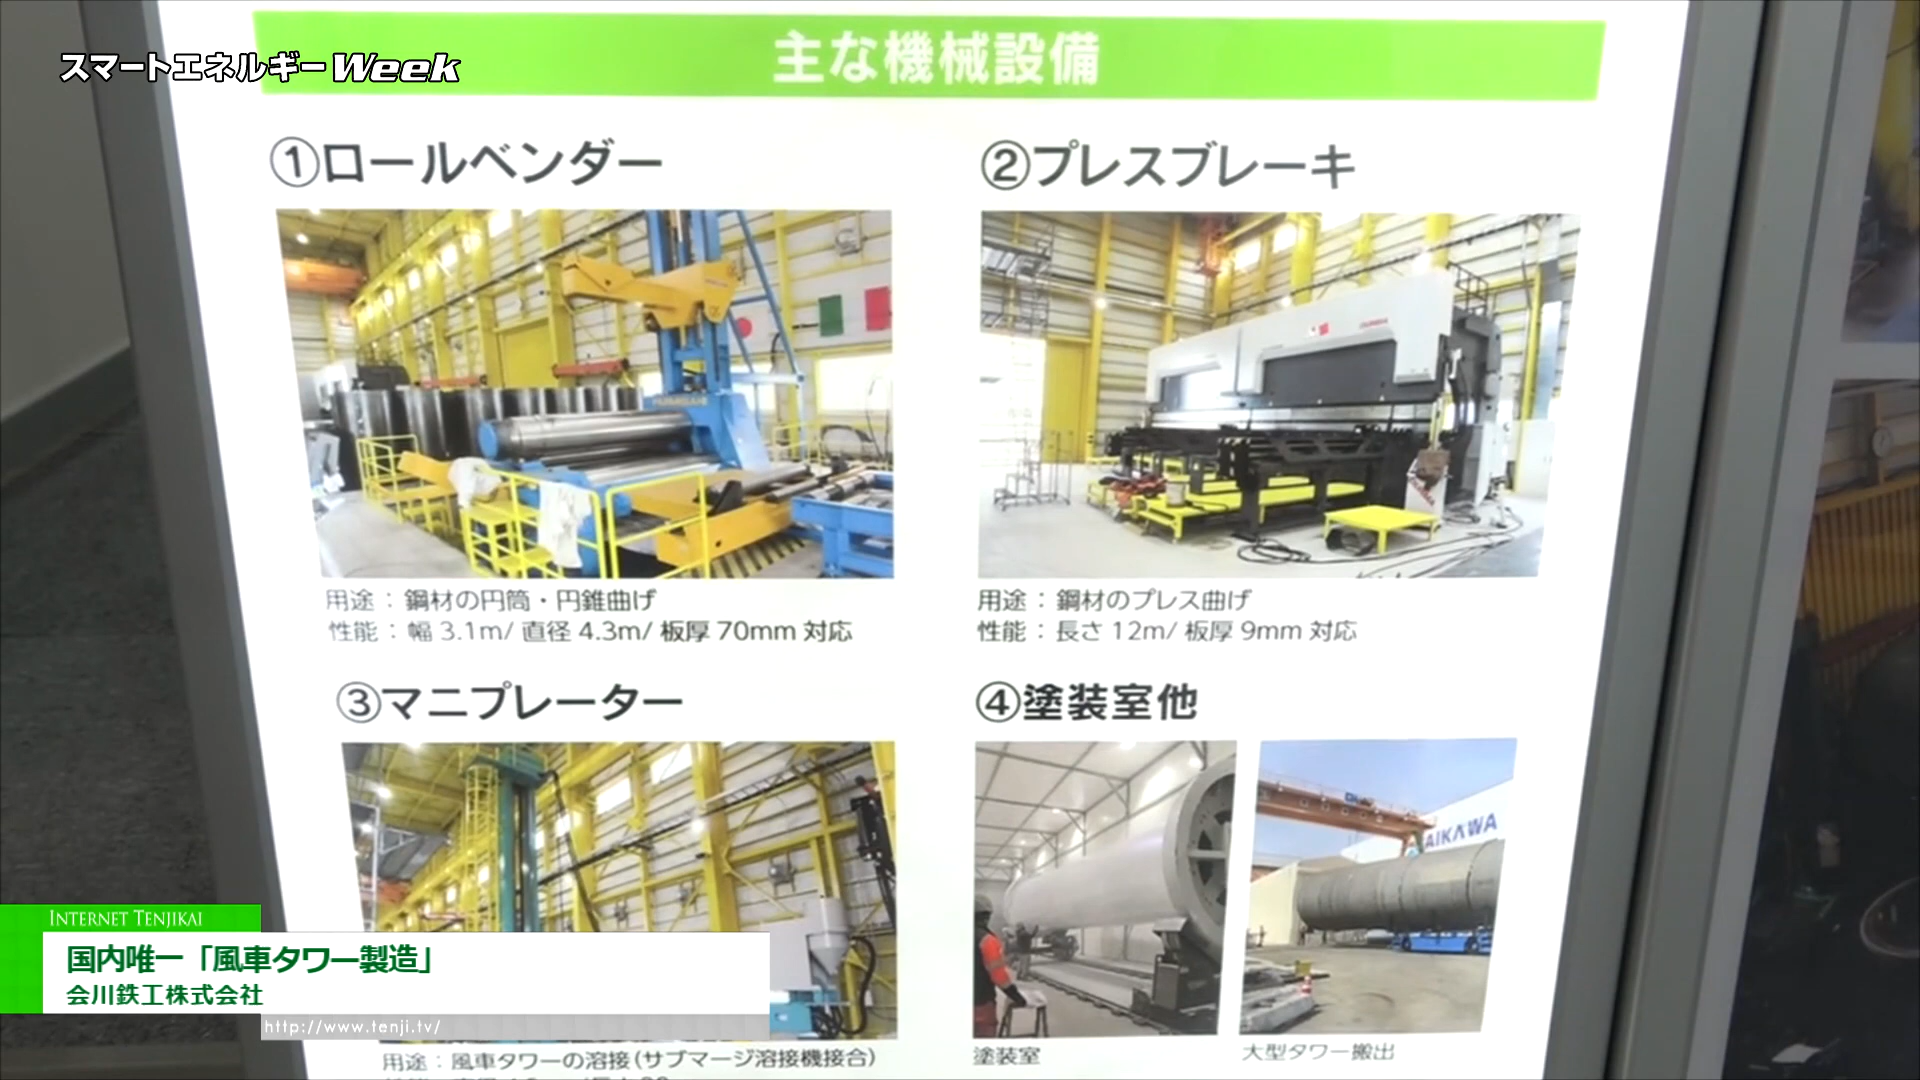 スマートエネルギーWeek
主な機械設備
①ロールベンダー
②プレスブレーキ
用途：鋼材の円筒・円錐曲げ
性能：幅 3.1m/ 直径 4.3m/ 板厚 70mm 対応
用途：鋼材のプレス曲げ
性能：長さ 12m/ 板厚 9mm 対応
③マニプレーター
④塗装室他
AIKAWA
INTERNET TENJIKAI
国内唯一「風車タワー製造」
会川鉄工株式会社
http://www.tenji.tv/
用途：風車タワーの溶接（サブマージ溶接機接合）
塗装室
大型タワー搬出